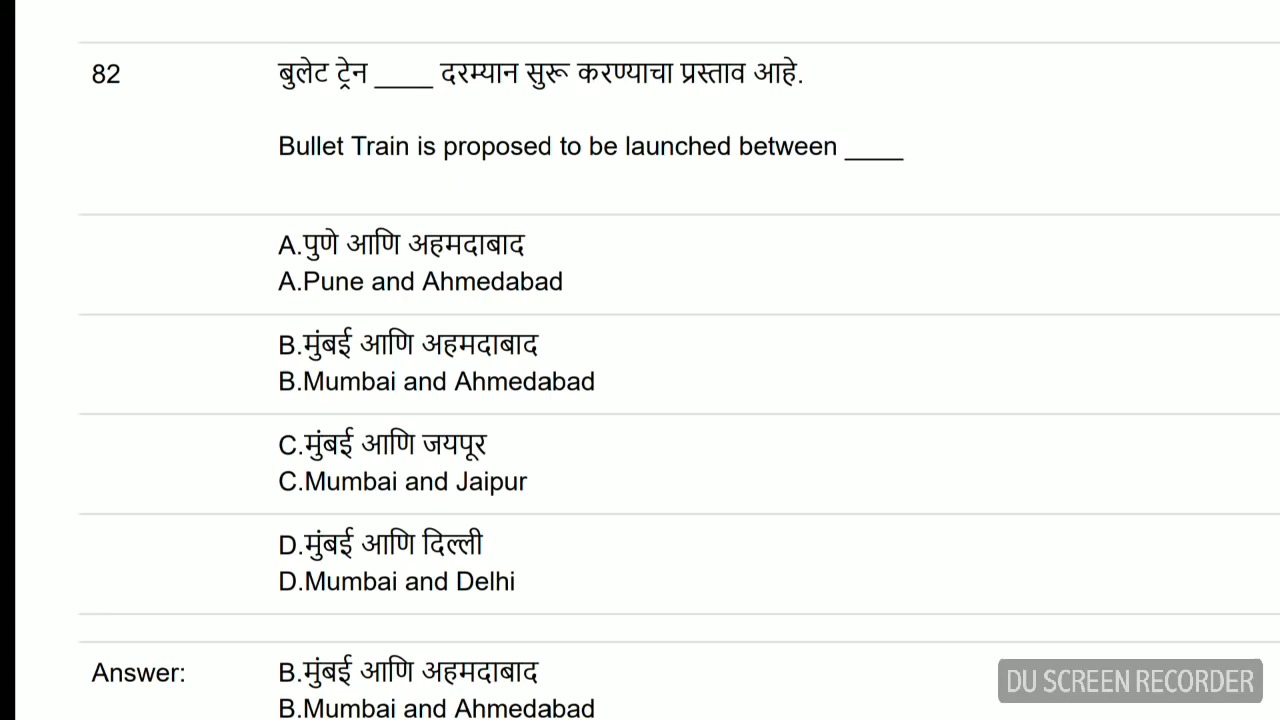 82 बुलेट ट्रेन ____ दरम्यान सुरू करण्याचा प्रस्ताव आहे.
Bullet Train is proposed to be launched between ____
A.पुणे आणि अहमदाबाद
A.Pune and Ahmedabad
B.मुंबई आणि अहमदाबाद
B.Mumbai and Ahmedabad
C.मुंबई आणि जयपूर
C.Mumbai and Jaipur
D.मुंबई आणि दिल्ली
D.Mumbai and Delhi
Answer: B.मुंबई आणि अहमदाबाद
B.Mumbai and Ahmedabad
DU SCREEN RECORDER